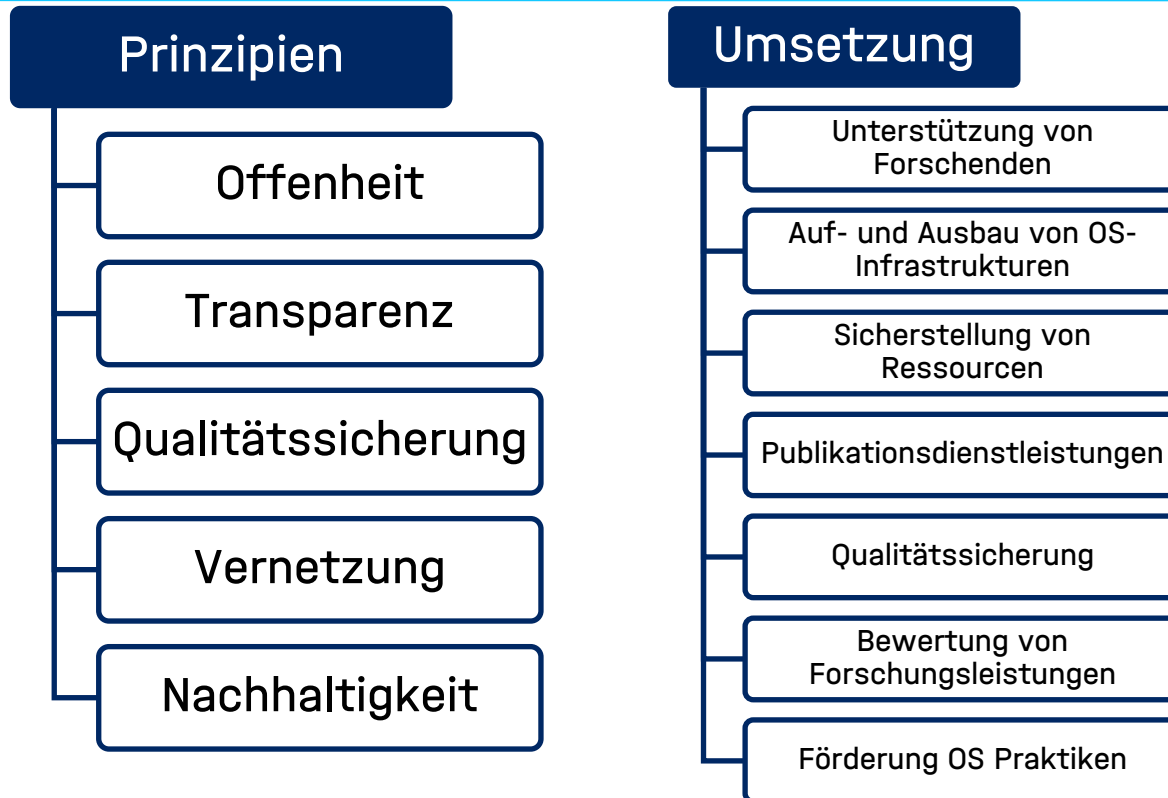 Prinzipien
Offenheit
Transparenz
Qualitätssicherung
Vernetzung
Nachhaltigkeit
Umsetzung
Unterstützung von
Forschenden
Auf- und Ausbau von OS-
Infrastrukturen
Sicherstellung von
Ressourcen
Publikationsdienstleistungen
Qualitätssicherung
Bewertung von
Forschungsleistungen
Förderung OS Praktiken